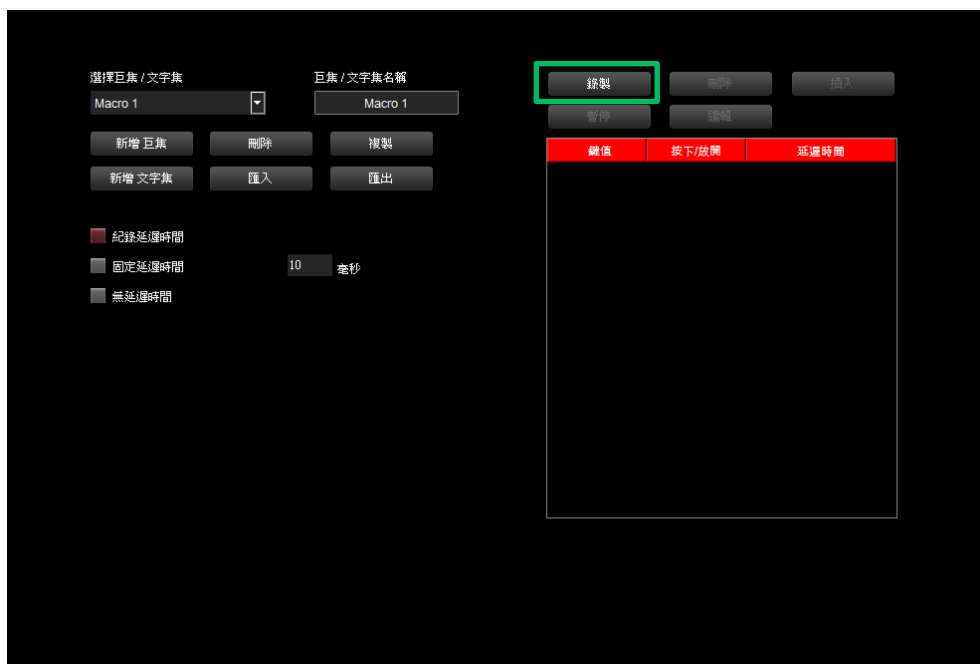 選擇巨集 / 文字集
巨集 / 文字集名稱
Macro 1
Macro 1
新增 巨集
刪除
複製
新增 文字集
匯入
匯出
紀錄延遲時間
固定延遲時間
10
毫秒
無延遲時間
錄製
刪除
插入
暫停
編輯
鍵值
按下/放開
延遲時間